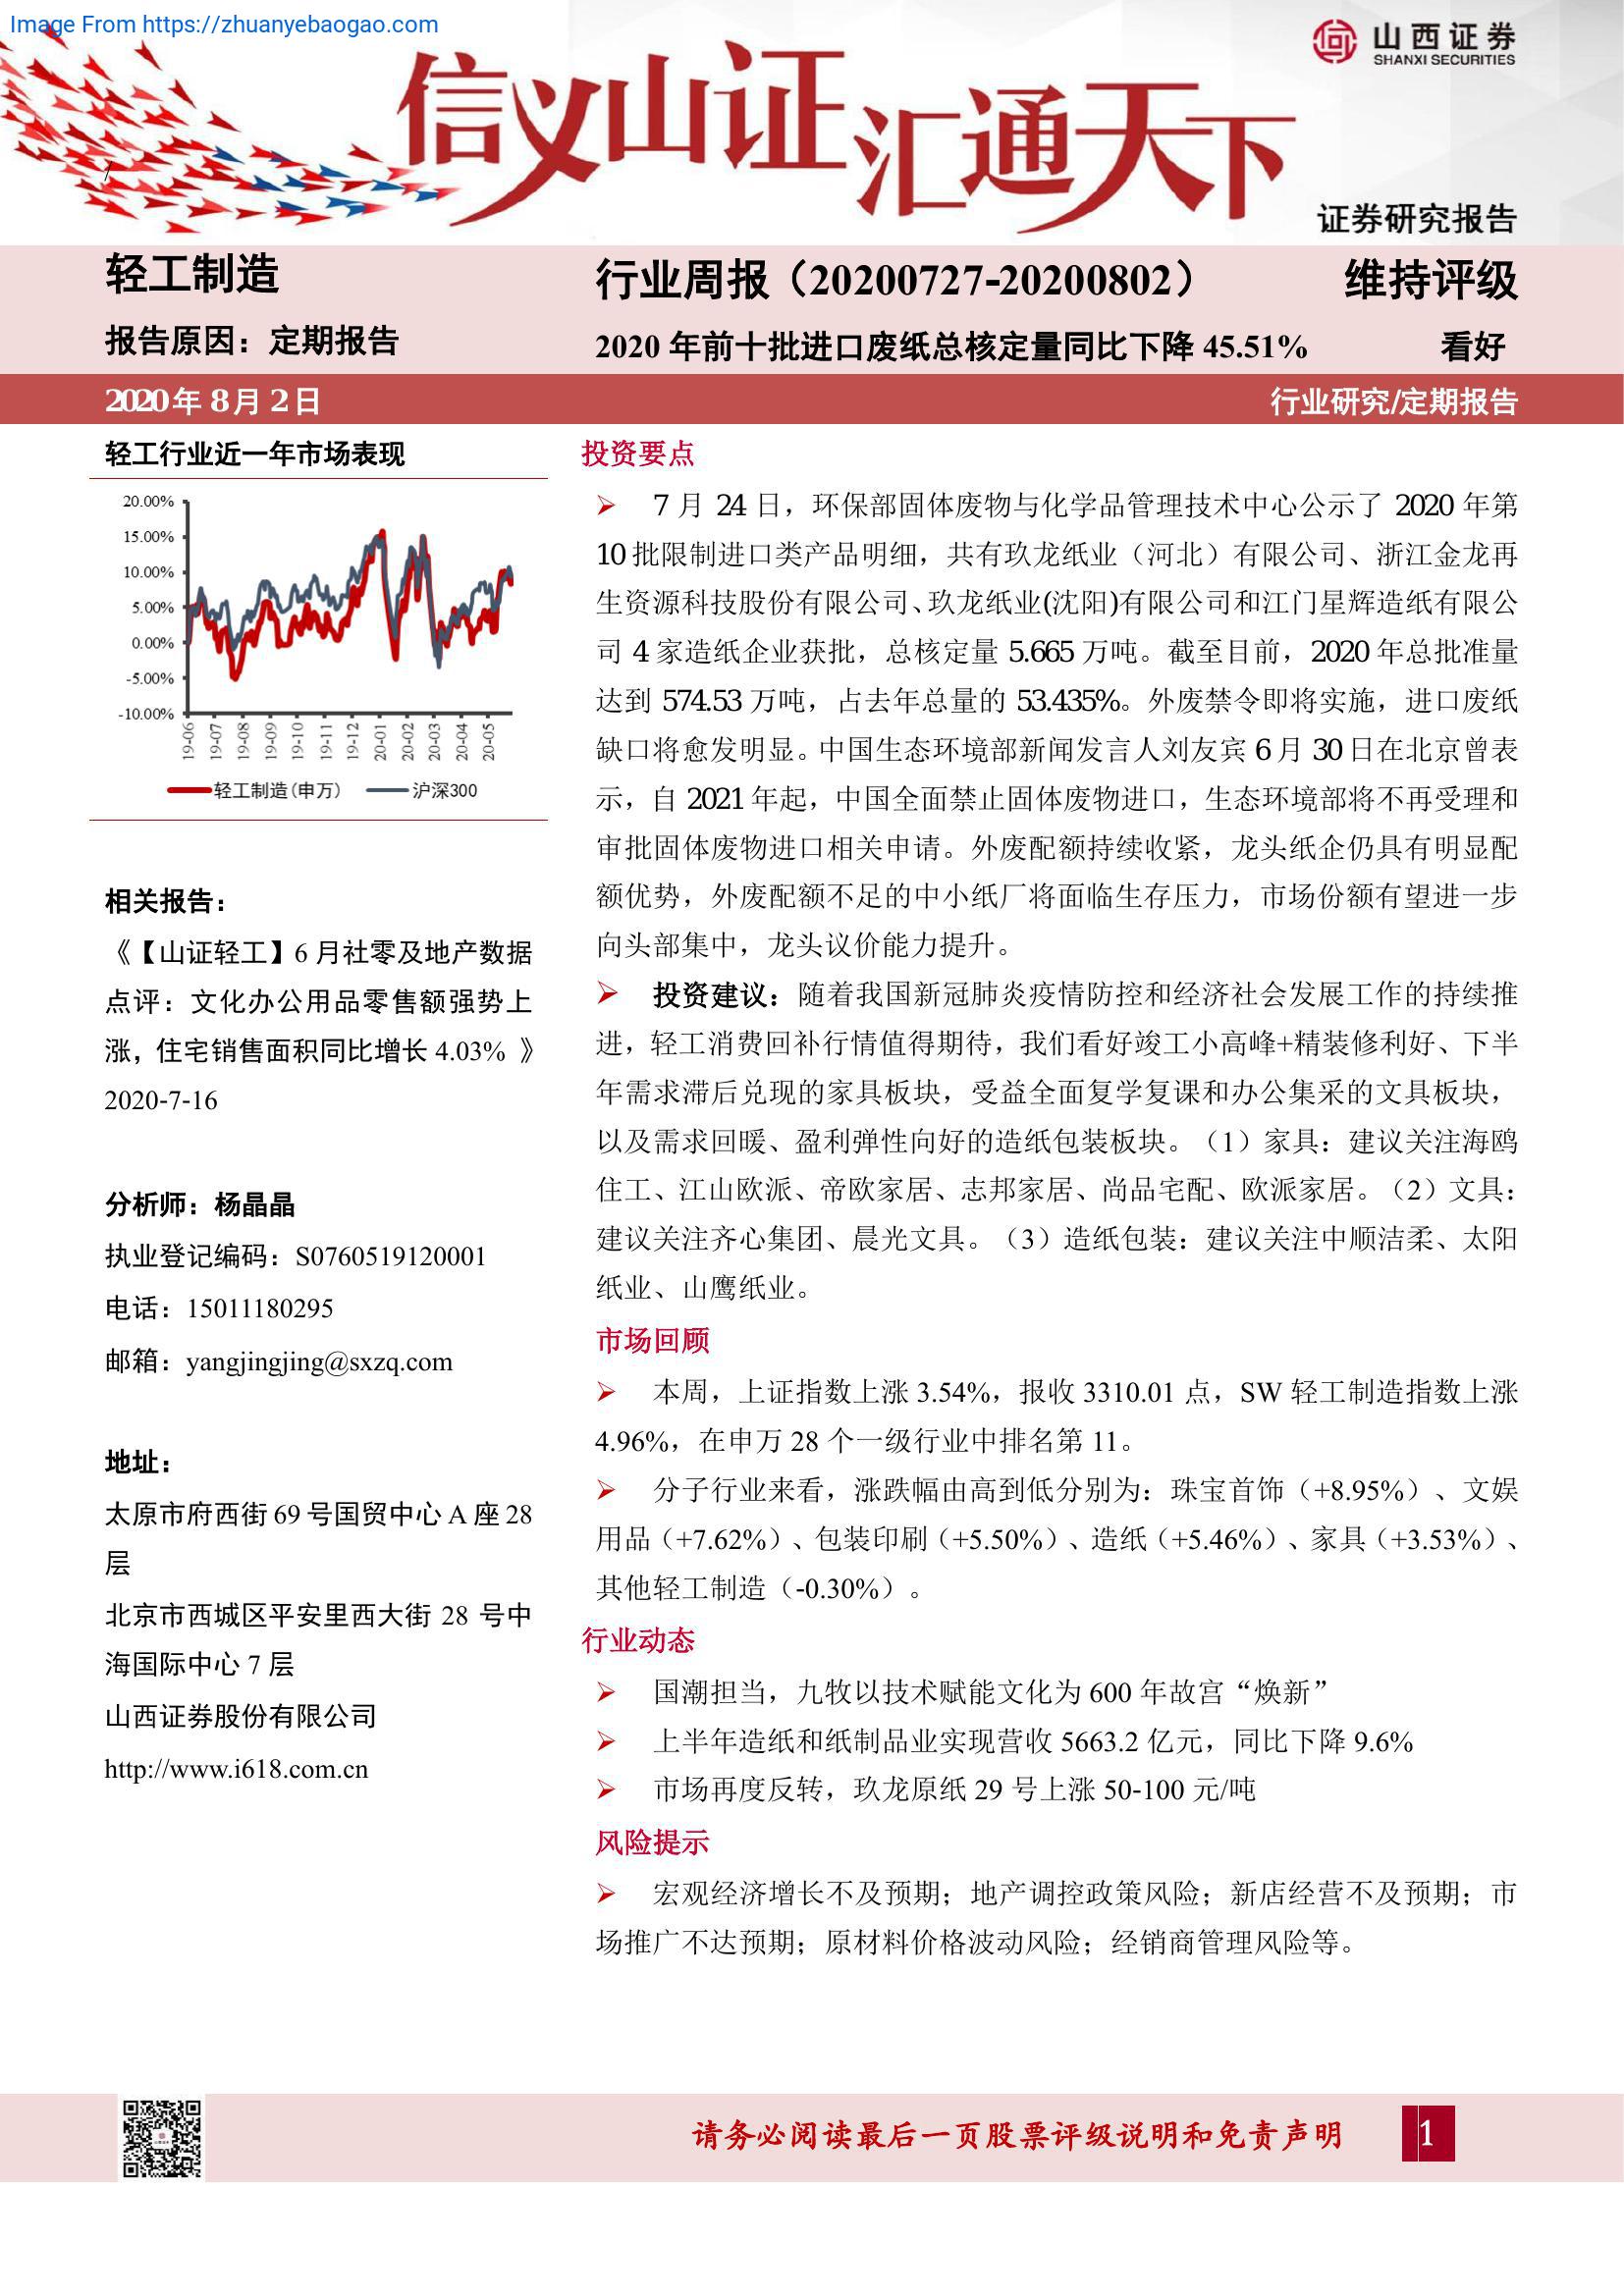 Image From https://zhuanyebaogao.com
山西证券
SHANXI SECURITIES
信义山证汇通天下
证券研究报告
轻工制造
行业周报（20200727-20200802）
维持评级
报告原因：定期报告
2020 年前十批进口废纸总核定量同比下降 45.51%
看好
2020年 8月 2日
行业研究/定期报告
轻工行业近一年市场表现
20.00%
15.00%
10.00%
5.00%
0.00%
-5.00%
-10.00%
19-06
19-07
19-08
19-09
19-10
19-11
19-12
20-01
20-02
20-03
20-04
20-05
轻工制造(申万)
沪深300
相关报告：
《【山证轻工】6 月社零及地产数据
点评：文化办公用品零售额强势上
涨，住宅销售面积同比增长 4.03% 》
2020-7-16
分析师：杨晶晶
执业登记编码：S0760519120001
电话：15011180295
邮箱：yangjingjing@sxzq.com
地址：
太原市府西街 69 号国贸中心 A 座 28
层
北京市西城区平安里西大街 28 号中
海国际中心 7 层
山西证券股份有限公司
http://www.i618.com.cn
投资要点
7 月 24 日，环保部固体废物与化学品管理技术中心公示了 2020 年第
10 批限制进口类产品明细，共有玖龙纸业（河北）有限公司、浙江金龙再
生资源科技股份有限公司、玖龙纸业(沈阳)有限公司和江门星辉造纸有限公
司 4 家造纸企业获批，总核定量 5.665 万吨。截至目前，2020 年总批准量
达到 574.53 万吨，占去年总量的 53.435%。外废禁令即将实施，进口废纸
缺口将愈发明显。中国生态环境部新闻发言人刘友宾 6 月 30 日在北京曾表
示，自 2021 年起，中国全面禁止固体废物进口，生态环境部将不再受理和
审批固体废物进口相关申请。外废配额持续收紧，龙头纸企仍具有明显配
额优势，外废配额不足的中小纸厂将面临生存压力，市场份额有望进一步
向头部集中，龙头议价能力提升。
投资建议：随着我国新冠肺炎疫情防控和经济社会发展工作的持续推
进，轻工消费回补行情值得期待，我们看好竣工小高峰+精装修利好、下半
年需求滞后兑现的家具板块，受益全面复学复课和办公集采的文具板块，
以及需求回暖、盈利弹性向好的造纸包装板块。（1）家具：建议关注海鸥
住工、江山欧派、帝欧家居、志邦家居、尚品宅配、欧派家居。（2）文具：
建议关注齐心集团、晨光文具。（3）造纸包装：建议关注中顺洁柔、太阳
纸业、山鹰纸业。
市场回顾
本周，上证指数上涨 3.54%，报收 3310.01 点，SW 轻工制造指数上涨
4.96%，在申万 28 个一级行业中排名第 11。
分子行业来看，涨跌幅由高到低分别为：珠宝首饰（+8.95%）、文娱
用品（+7.62%）、包装印刷（+5.50%）、造纸（+5.46%）、家具（+3.53%）、
其他轻工制造（-0.30%）。
行业动态
国潮担当，九牧以技术赋能文化为 600 年故宫“焕新”
上半年造纸和纸制品业实现营收 5663.2 亿元，同比下降 9.6%
市场再度反转，玖龙原纸 29 号上涨 50-100 元/吨
风险提示
宏观经济增长不及预期；地产调控政策风险；新店经营不及预期；市
场推广不达预期；原材料价格波动风险；经销商管理风险等。
请务必阅读最后一页股票评级说明和免责声明
1